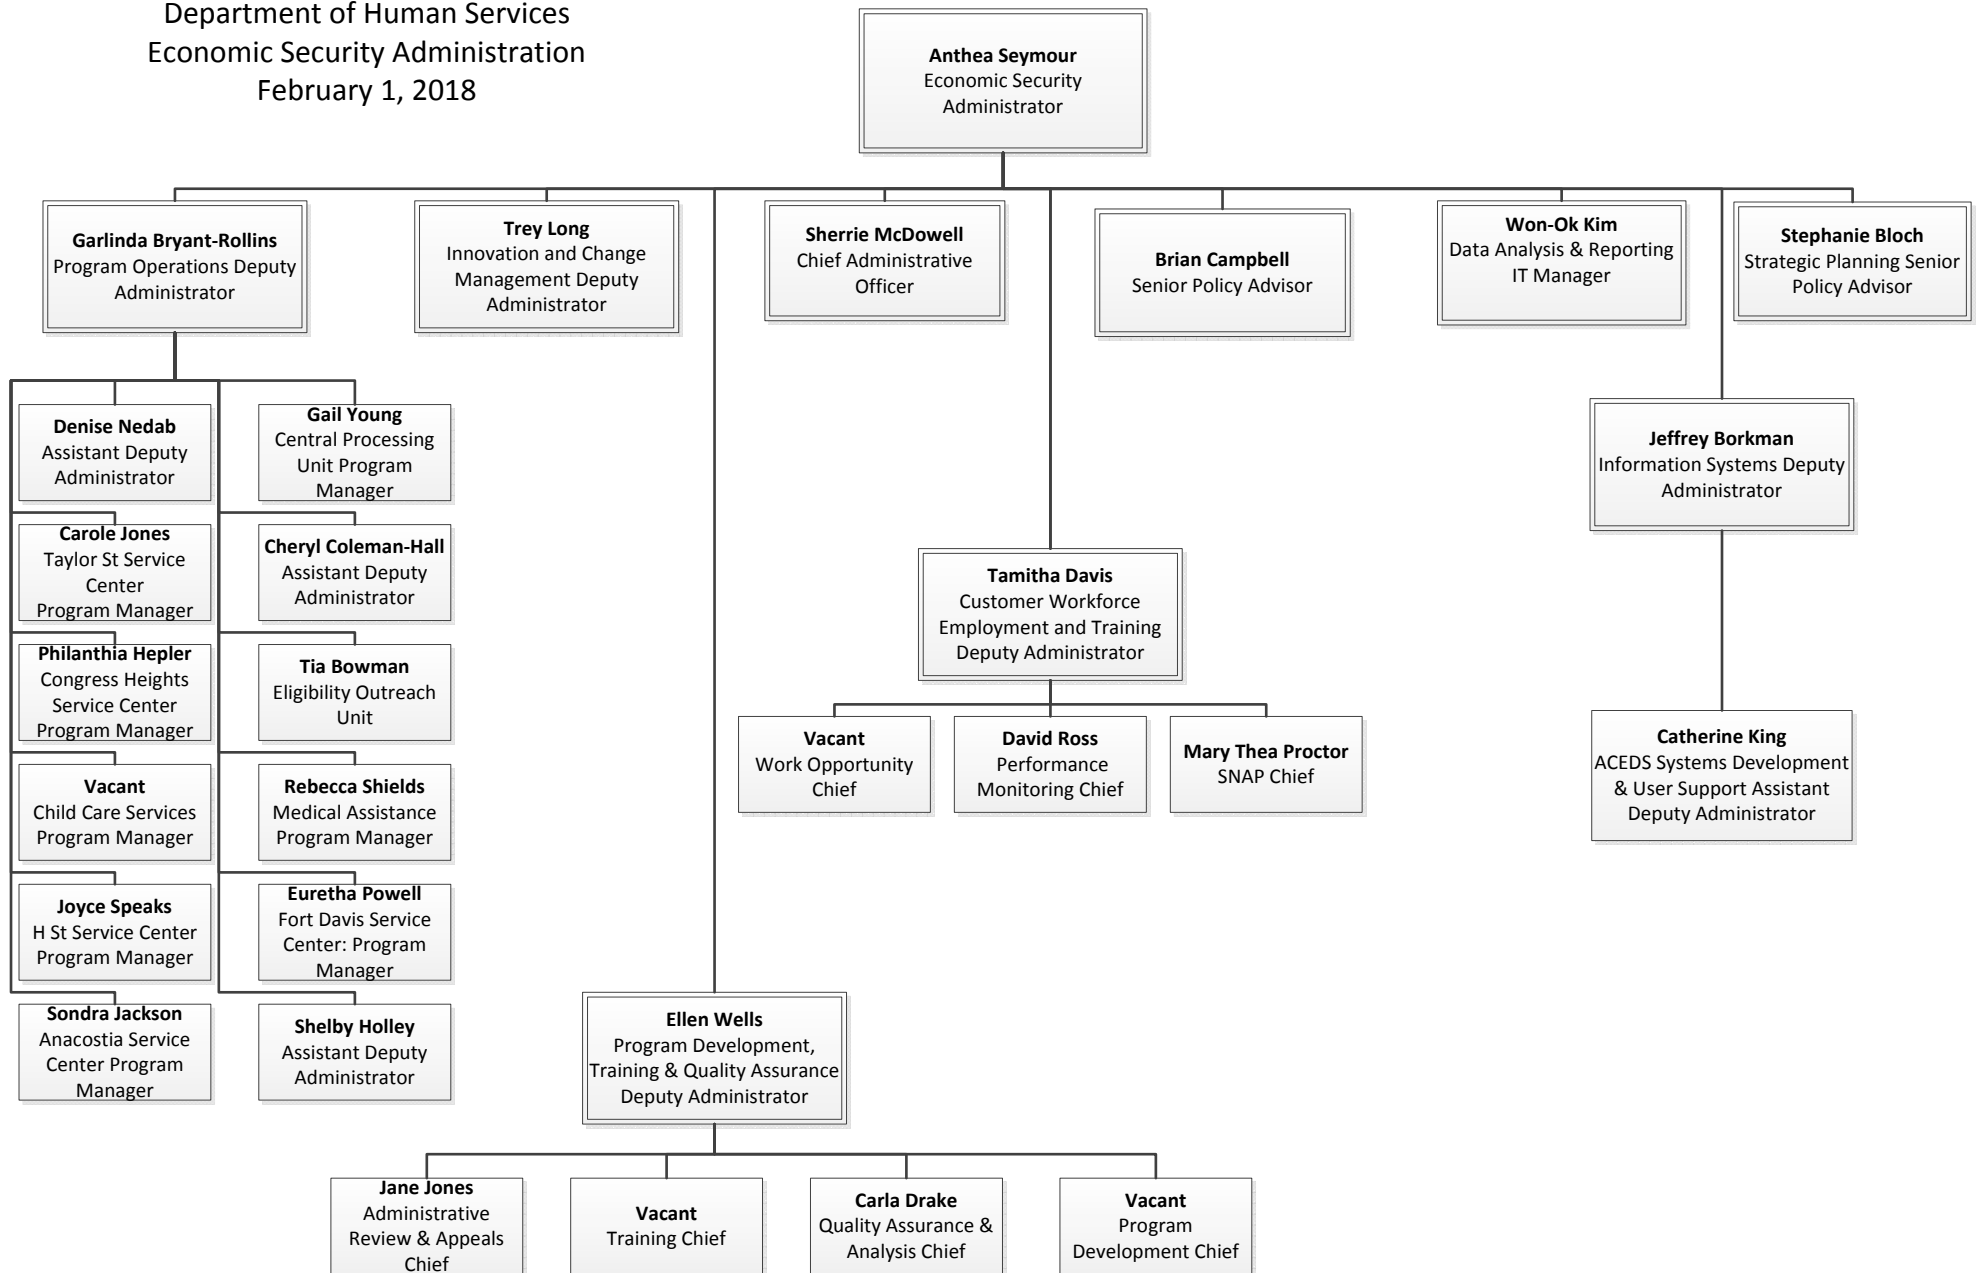 Department of Human Services
Economic Security Administration
February 1, 2018
Anthea Seymour
Economic Security
Administrator
Garlinda Bryant-Rollins
Program Operations Deputy
Administrator
Trey Long
Innovation and Change
Management Deputy
Administrator
Sherrie McDowell
Chief Administrative
Officer
Brian Campbell
Senior Policy Advisor
Won-Ok Kim
Data Analysis & Reporting
IT Manager
Stephanie Bloch
Strategic Planning Senior
Policy Advisor
Denise Nedab
Assistant Deputy
Administrator
Gail Young
Central Processing
Unit Program
Manager
Carole Jones
Taylor St Service
Center
Program Manager
Cheryl Coleman-Hall
Assistant Deputy
Administrator
Philanthia Hepler
Congress Heights
Service Center
Program Manager
Tia Bowman
Eligibility Outreach
Unit
Vacant
Child Care Services
Program Manager
Rebecca Shields
Medical Assistance
Program Manager
Joyce Speaks
H St Service Center
Program Manager
Euretha Powell
Fort Davis Service
Center: Program
Manager
Sondra Jackson
Anacostia Service
Center Program
Manager
Shelby Holley
Assistant Deputy
Administrator
Jeffrey Borkman
Information Systems Deputy
Administrator
Catherine King
ACEDS Systems Development
& User Support Assistant
Deputy Administrator
Tamitha Davis
Customer Workforce
Employment and Training
Deputy Administrator
Vacant
Work Opportunity
Chief
David Ross
Performance
Monitoring Chief
Mary Thea Proctor
SNAP Chief
Ellen Wells
Program Development,
Training & Quality Assurance
Deputy Administrator
Jane Jones
Administrative
Review & Appeals
Chief
Vacant
Training Chief
Carla Drake
Quality Assurance &
Analysis Chief
Vacant
Program
Development Chief